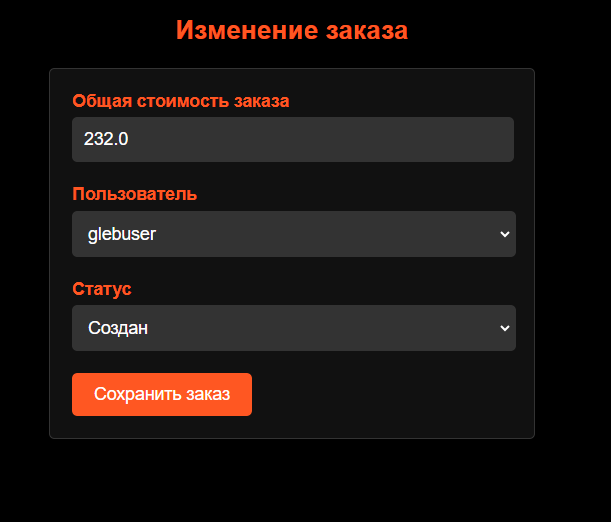 Изменение заказа
Общая стоимость заказа
232.0
Пользователь
glebuser
Статус
Создан
Сохранить заказ